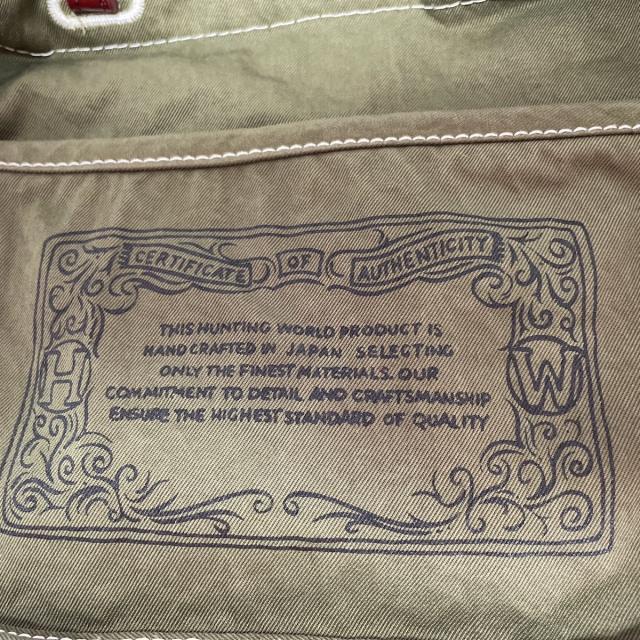 CERTIFICATE OF AUTHENTICITY
THIS HUNTING WORLD PRODUCT IS
HANDCRAFTED IN JAPAN SELECTING
ONLY THE FINEST MATERIALS. OUR
COMMITMENT TO DETAIL AND CRAFTSMANSHIP
ENSURE THE HIGHEST STANDARD OF QUALITY
H W